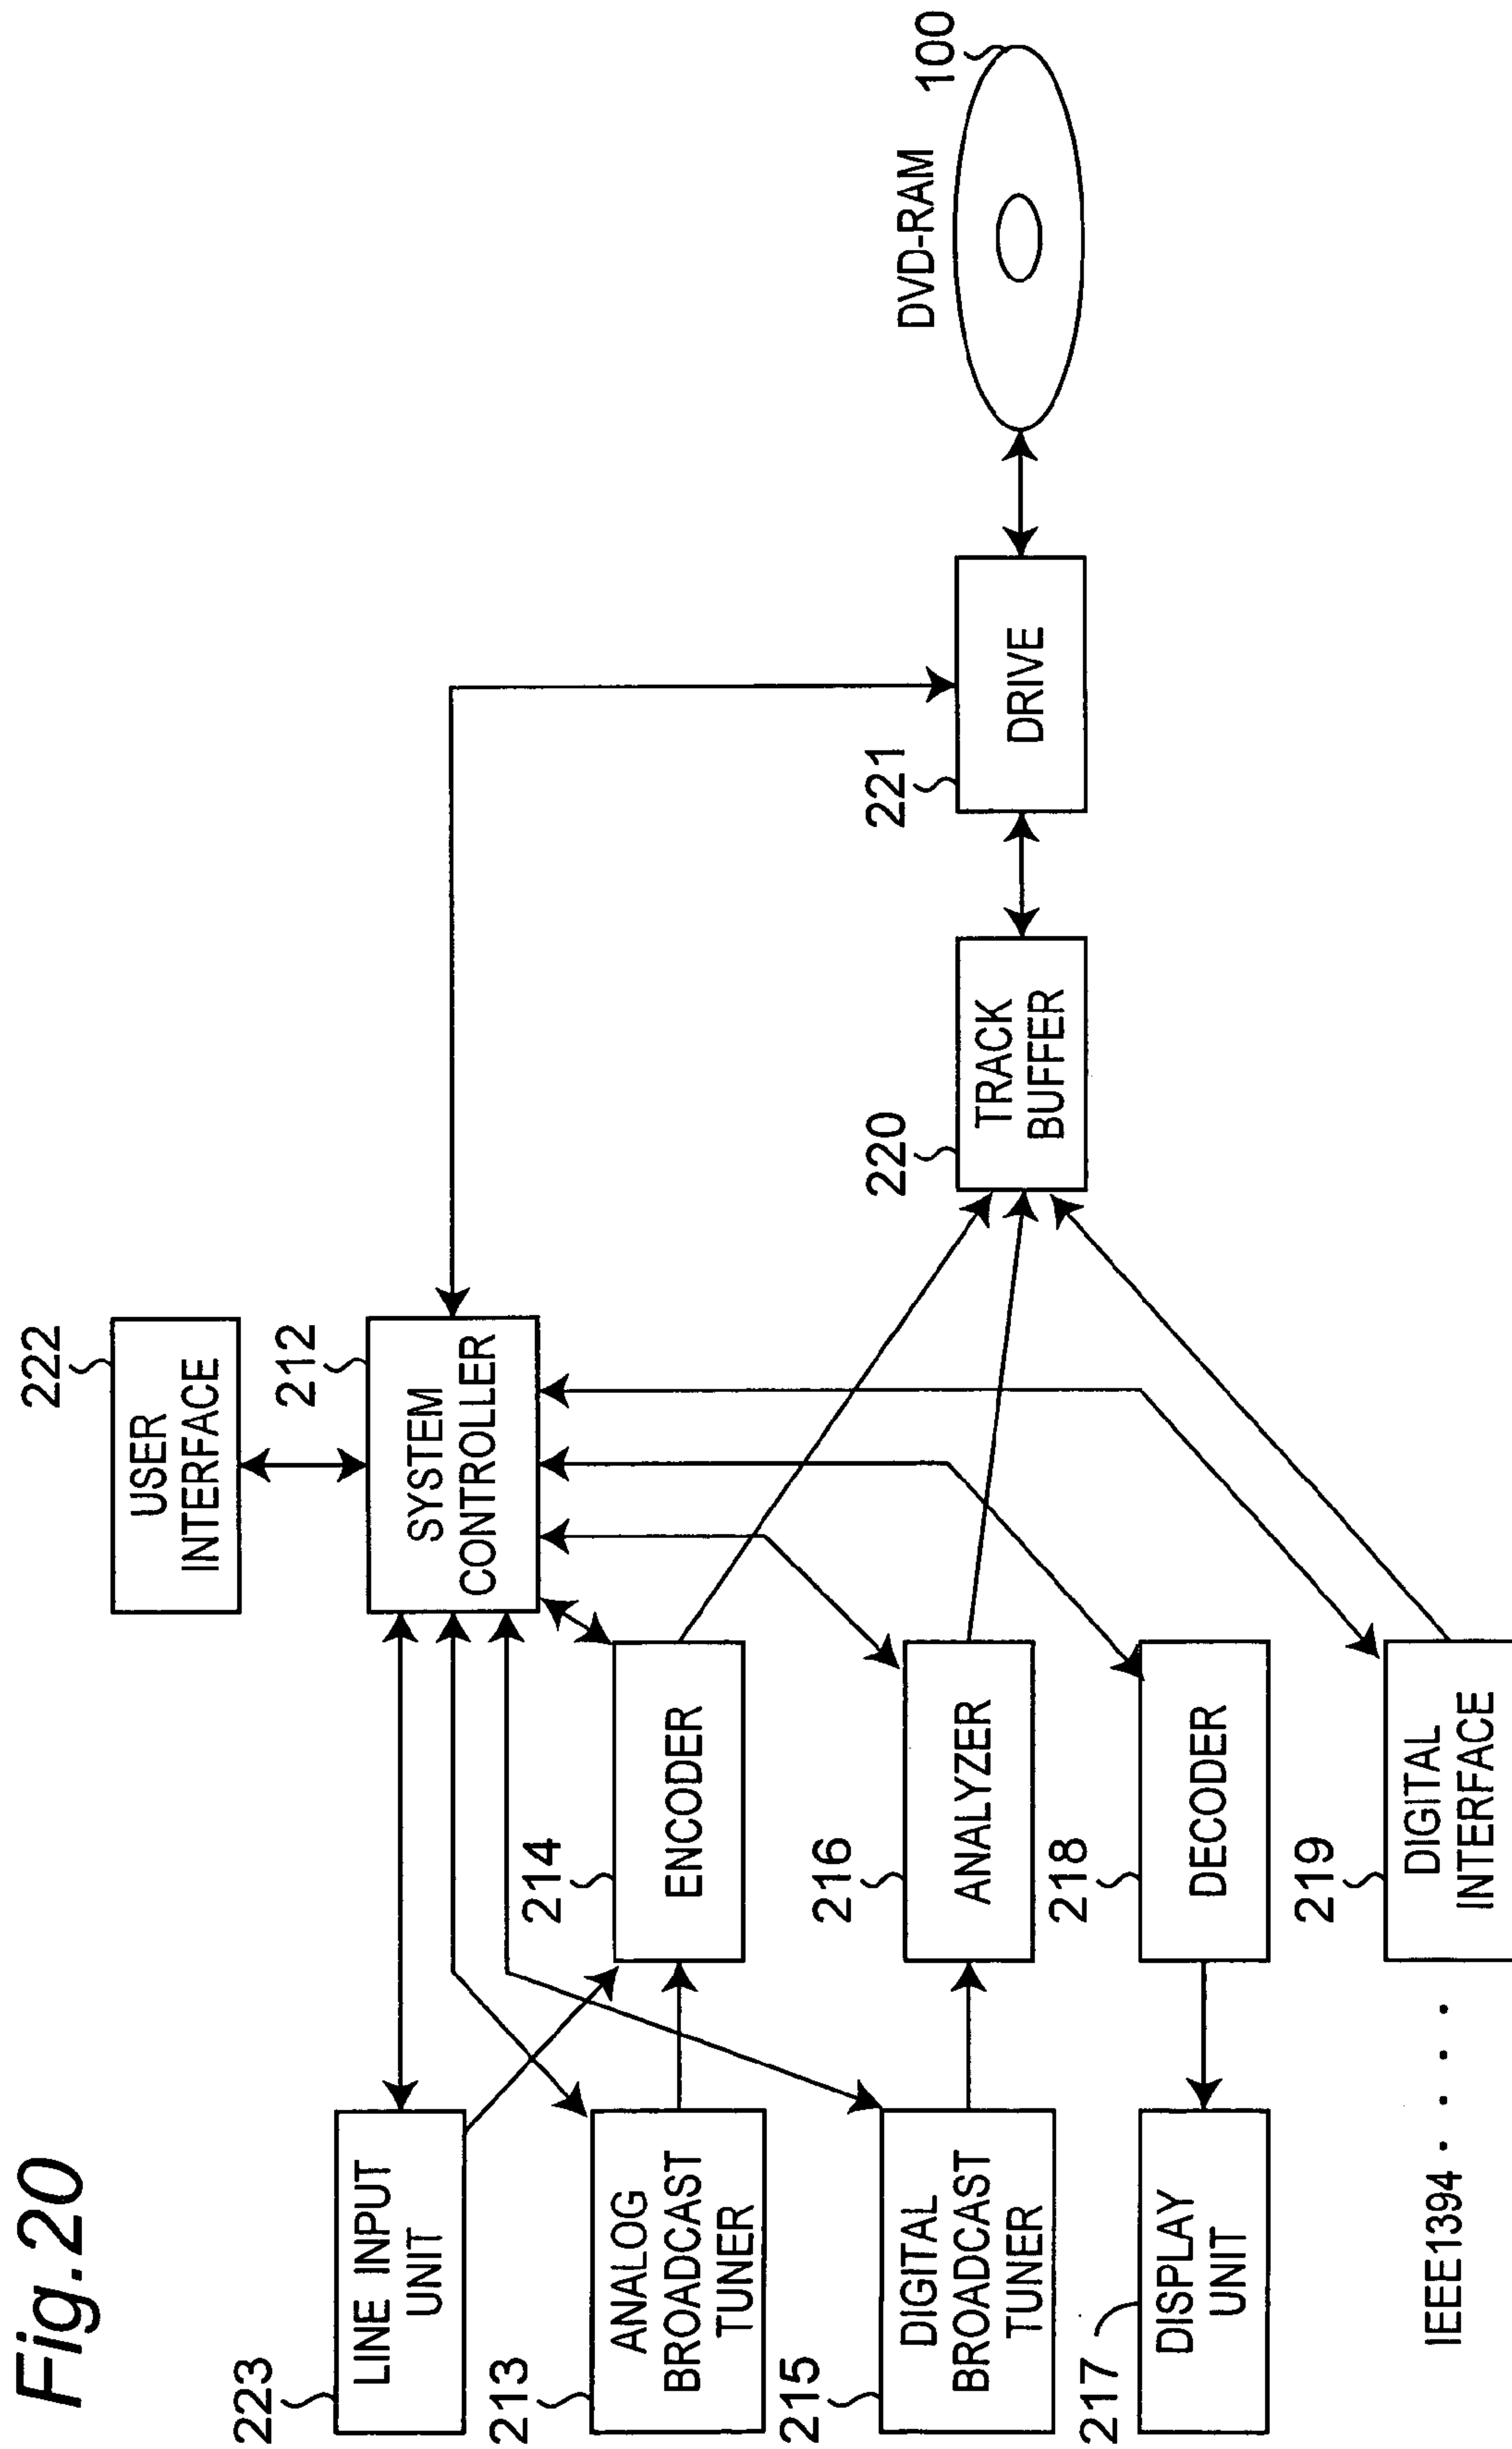 Fig.20
222
USER
INTERFACE
212
SYSTEM
CONTROLLER
223
LINE INPUT
UNIT
213
ANALOG
BROADCAST
TUNER
214
ENCODER
215
DIGITAL
BROADCAST
TUNER
216
ANALYZER
217
DISPLAY
UNIT
218
DECODER
219
DIGITAL
INTERFACE
IEEE1394 . . . .
220
TRACK
BUFFER
221
DRIVE
DVD-RAM
100